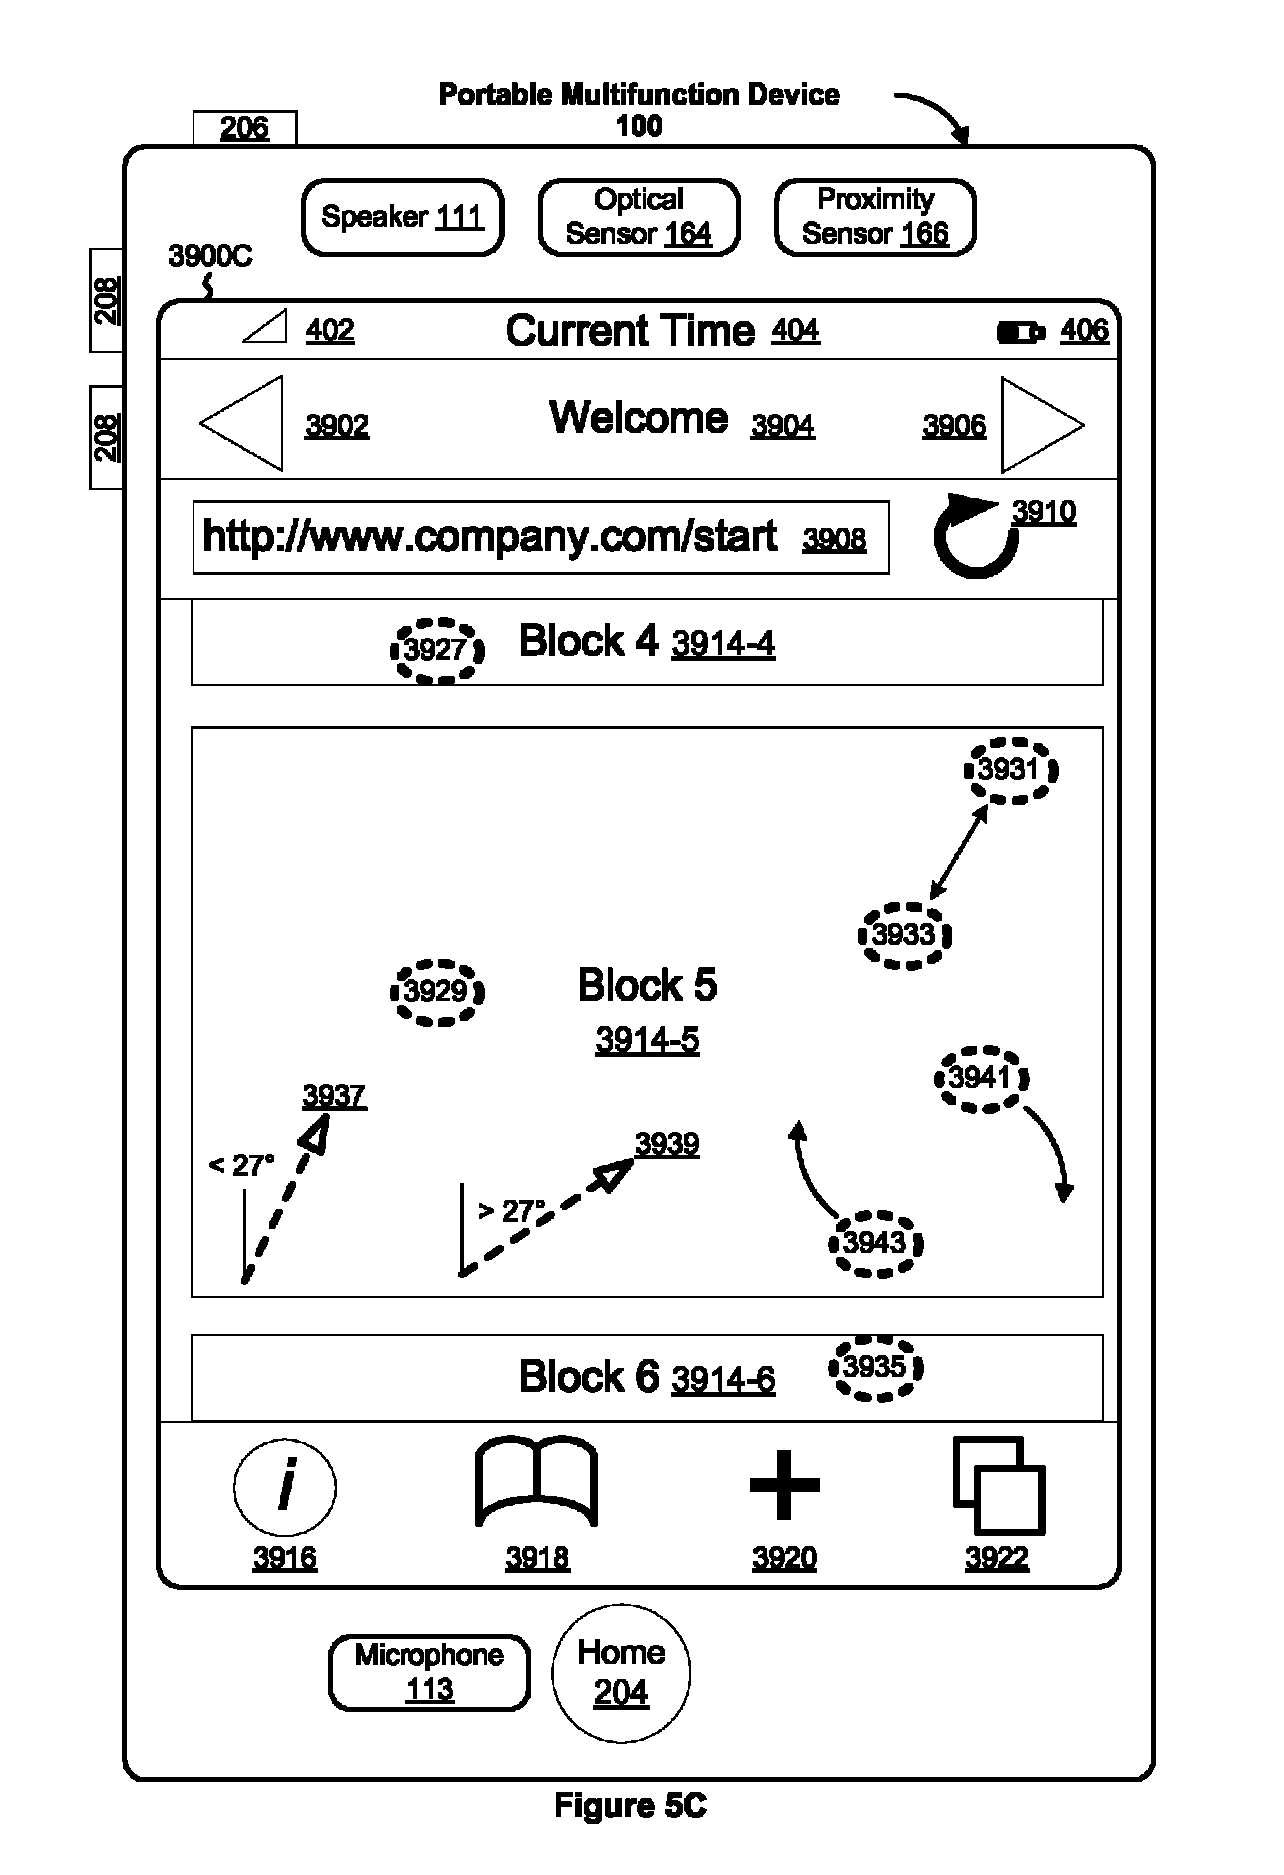 Portable Multifunction Device
100
206
Speaker 111
Optical
Sensor 164
Proximity
Sensor 166
3900C
208
208
402
Current Time 404
406
3902
Welcome 3904
3906
http://www.company.com/start 3908
3910
3927
Block 4 3914-4
3931
3933
3929
Block 5
3914-5
3941
3937
3939
< 27°
> 27°
3943
Block 6 3914-6
3935
i
3916
3918
3920
3922
Microphone
113
Home
204
Figure 5C